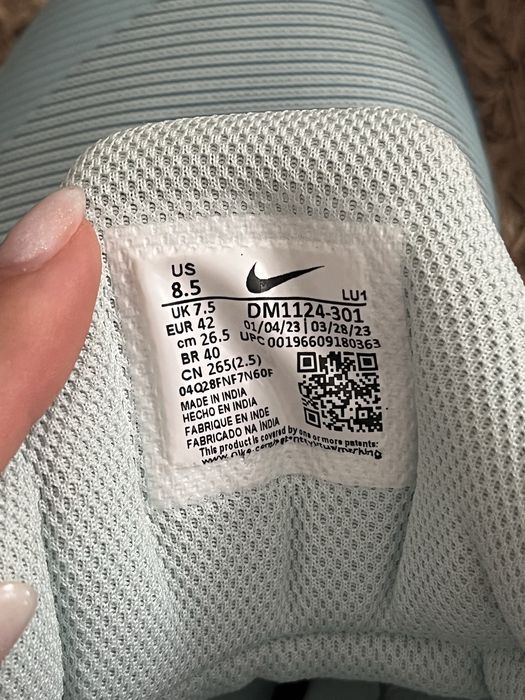 US
8.5
LU1
UK 7.5
DM1124-301
EUR 42
01/04/23 | 03/28/23
cm 26.5
UPC 00196609180363
BR 40
CN 265(2.5)
04Q28FNF7N60F
MADE IN INDIA
HECHO EN INDIA
FABRIQUE EN INDE
FABRICADO NA ÍNDIA
This product is covered by one or more patents: